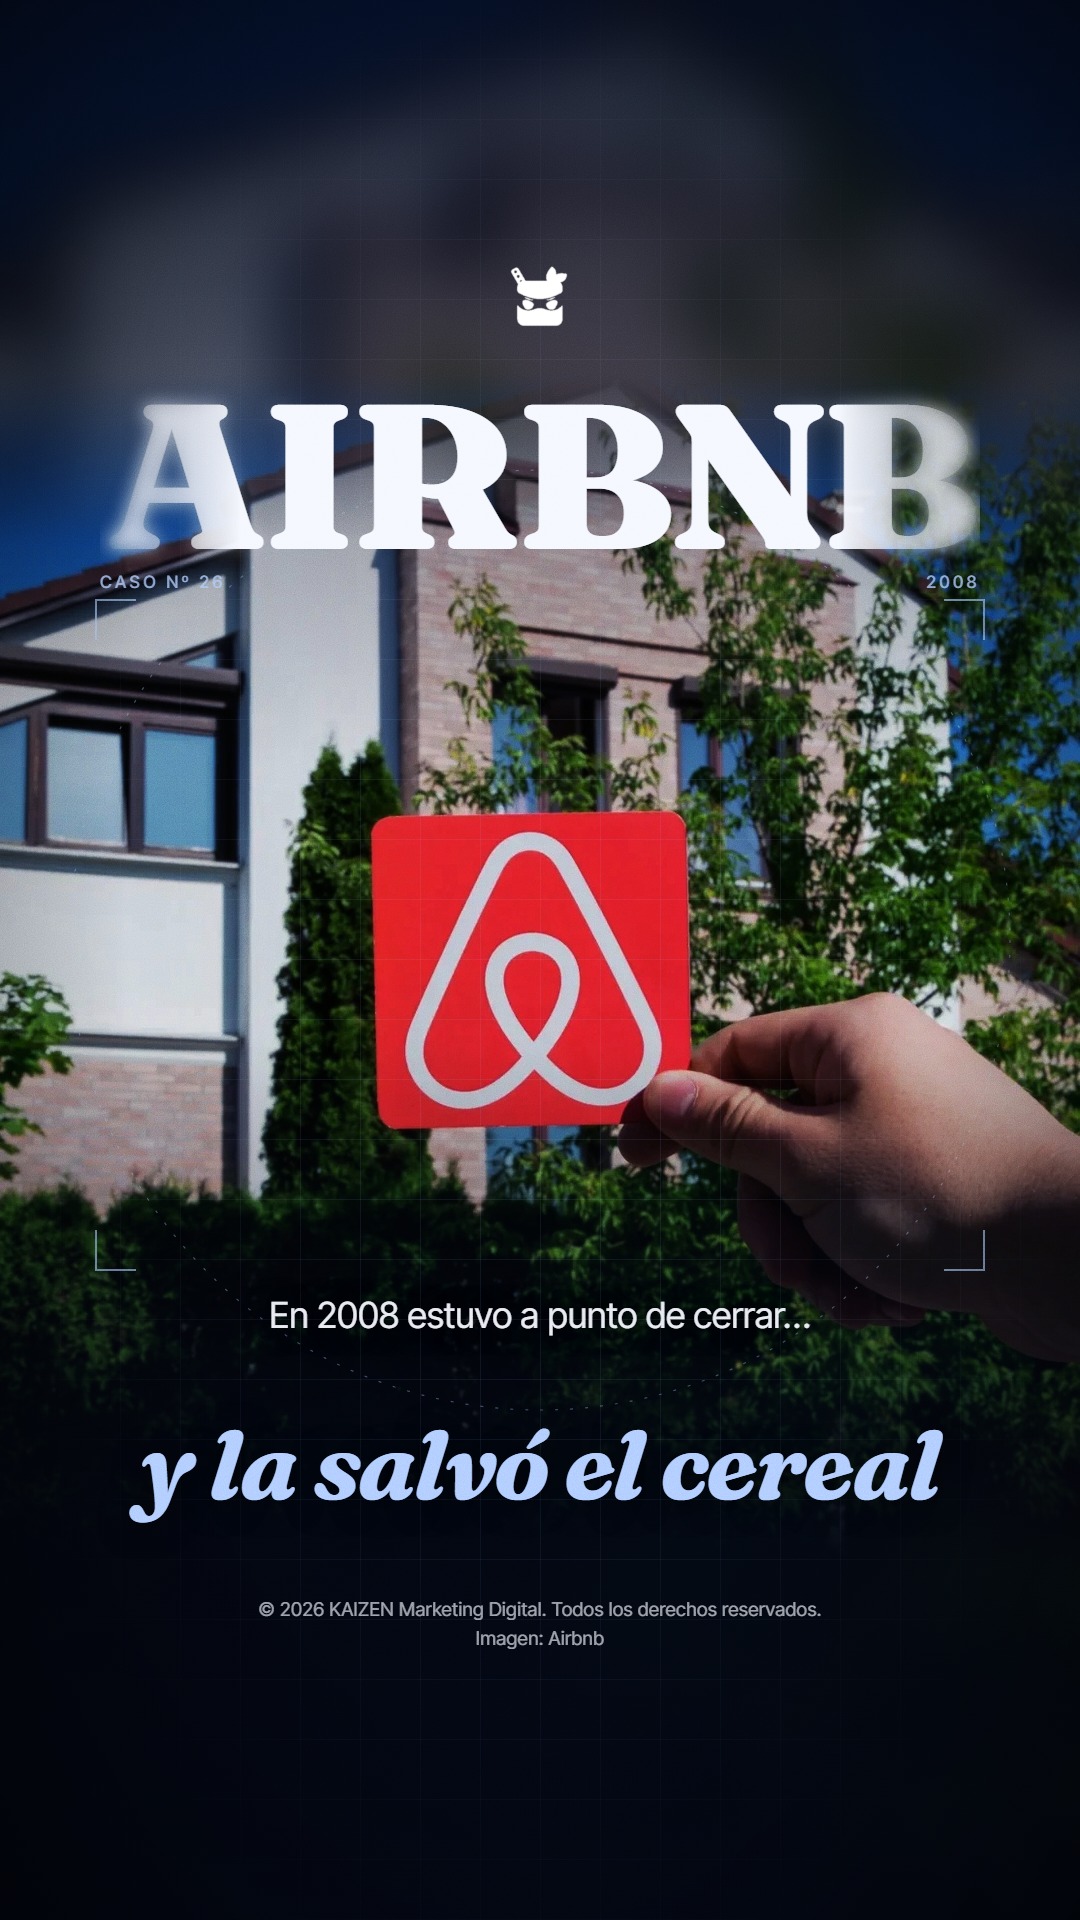 AIRBNB
CASO Nº 26
2008
En 2008 estuvo a punto de cerrar...
y la salvó el cereal
© 2026 KAIZEN Marketing Digital. Todos los derechos reservados.
Imagen: Airbnb